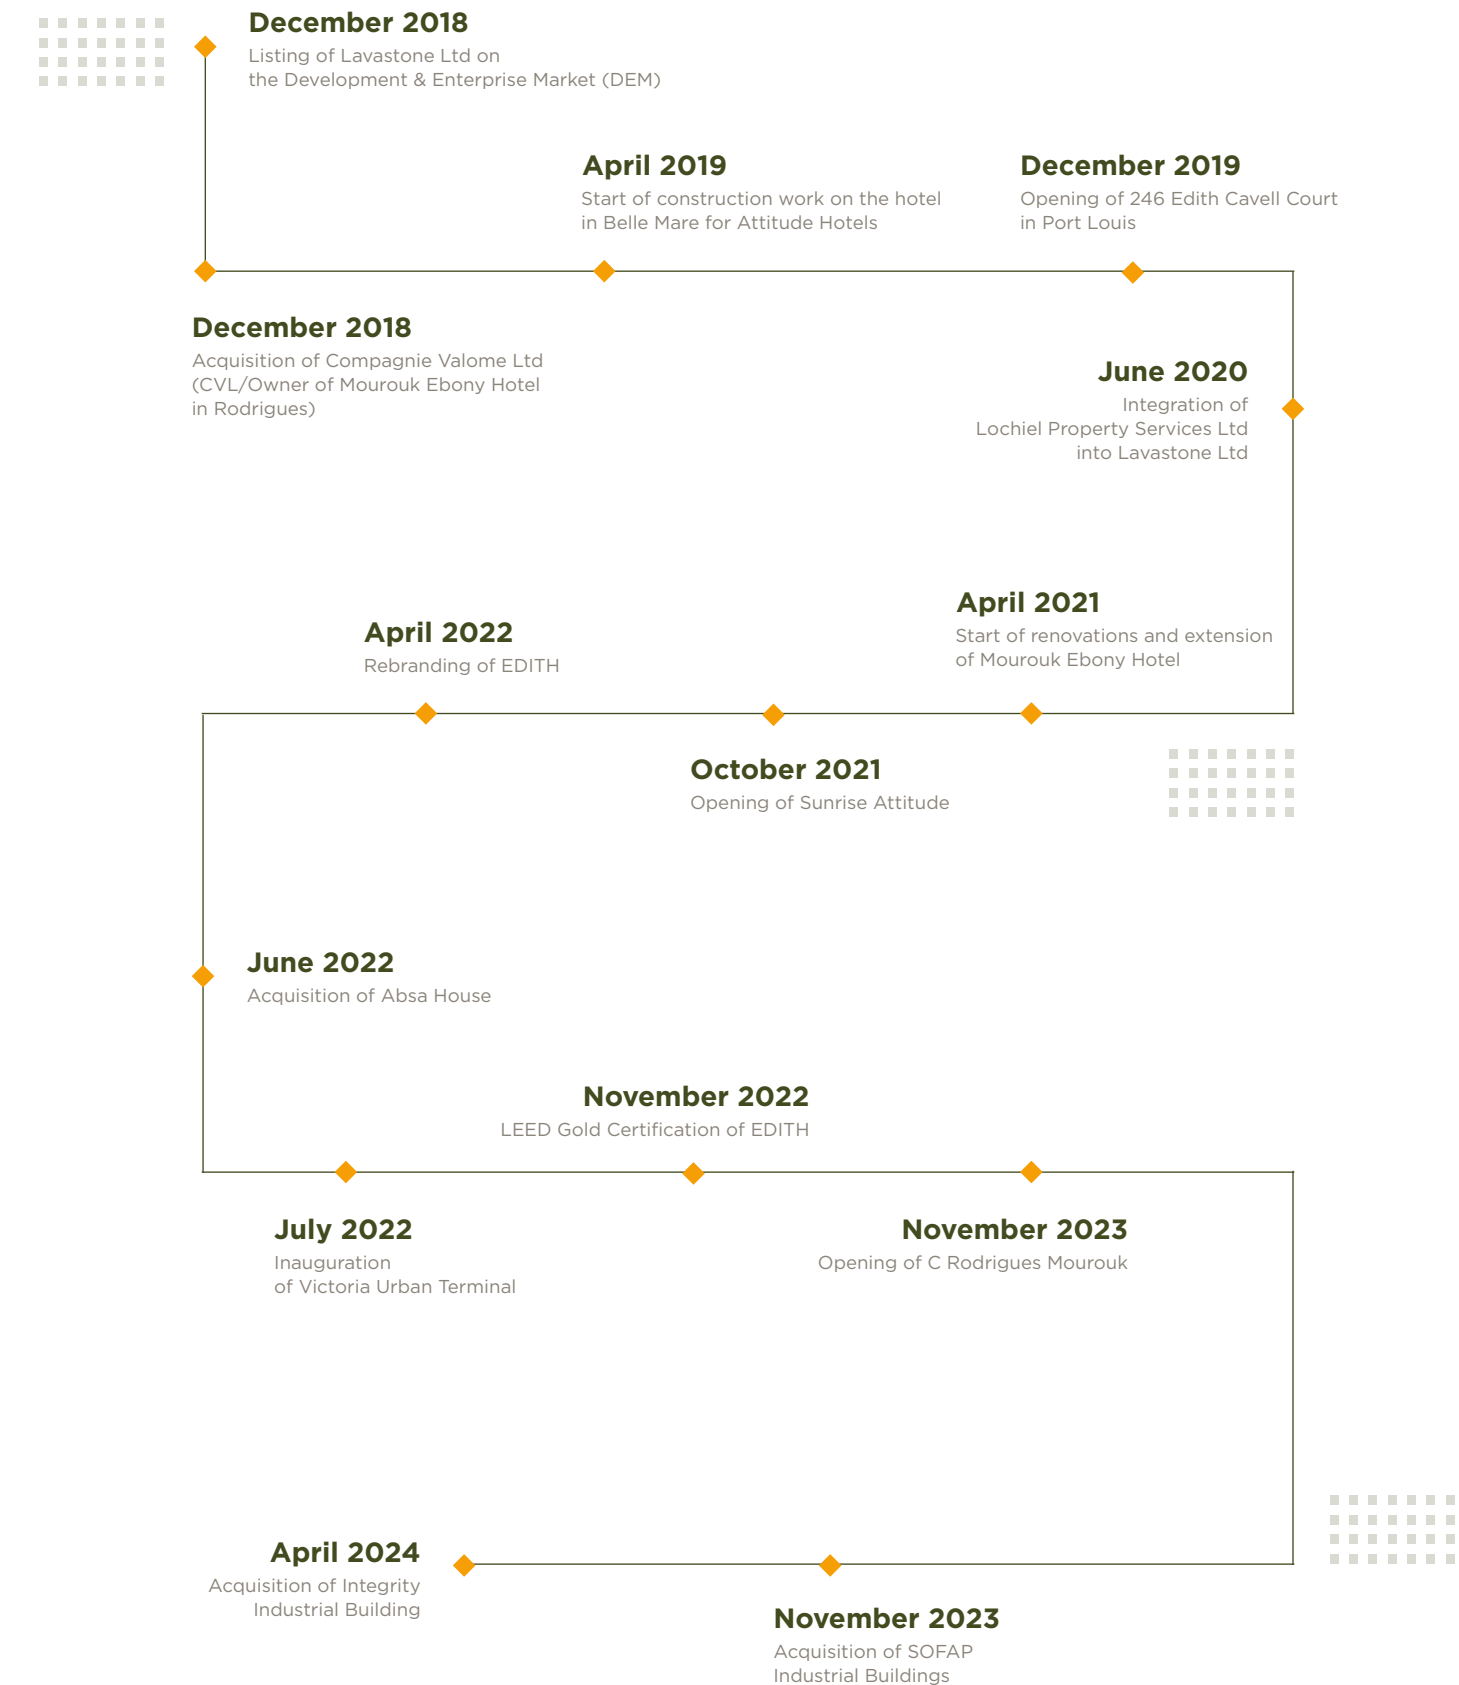 December 2018
Listing of Lavastone Ltd on
the Development & Enterprise Market (DEM)
December 2018
Acquisition of Compagnie Valome Ltd
(CVL/Owner of Mourouk Ebony Hotel
in Rodrigues)
April 2019
Start of construction work on the hotel
in Belle Mare for Attitude Hotels
December 2019
Opening of 246 Edith Cavell Court
in Port Louis
June 2020
Integration of
Lochiel Property Services Ltd
into Lavastone Ltd
April 2021
Start of renovations and extension
of Mourouk Ebony Hotel
October 2021
Opening of Sunrise Attitude
April 2022
Rebranding of EDITH
June 2022
Acquisition of Absa House
July 2022
Inauguration
of Victoria Urban Terminal
November 2022
LEED Gold Certification of EDITH
November 2023
Opening of C Rodrigues Mourouk
November 2023
Acquisition of SOFAP
Industrial Buildings
April 2024
Acquisition of Integrity
Industrial Building